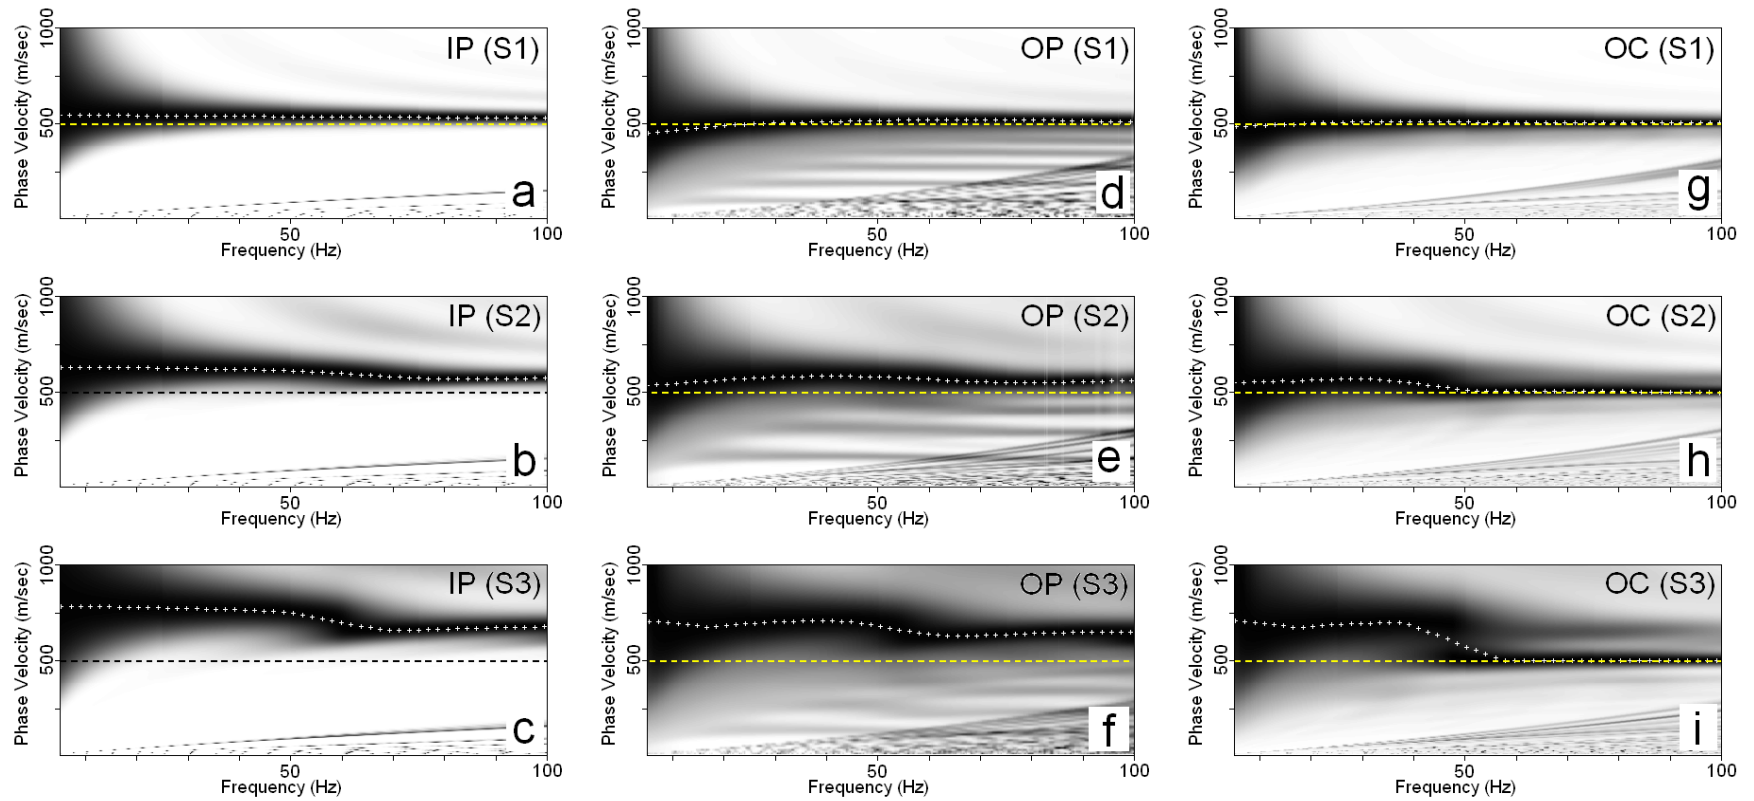 Phase Velocity (m/sec)
1000
500
IP (S1)
a
50
100
Frequency (Hz)
Phase Velocity (m/sec)
1000
500
OP (S1)
d
50
100
Frequency (Hz)
Phase Velocity (m/sec)
1000
500
OC (S1)
g
50
100
Frequency (Hz)
Phase Velocity (m/sec)
1000
500
IP (S2)
b
50
100
Frequency (Hz)
Phase Velocity (m/sec)
1000
500
OP (S2)
e
50
100
Frequency (Hz)
Phase Velocity (m/sec)
1000
500
OC (S2)
h
50
100
Frequency (Hz)
Phase Velocity (m/sec)
1000
500
IP (S3)
c
50
100
Frequency (Hz)
Phase Velocity (m/sec)
1000
500
OP (S3)
f
50
100
Frequency (Hz)
Phase Velocity (m/sec)
1000
500
OC (S3)
i
50
100
Frequency (Hz)